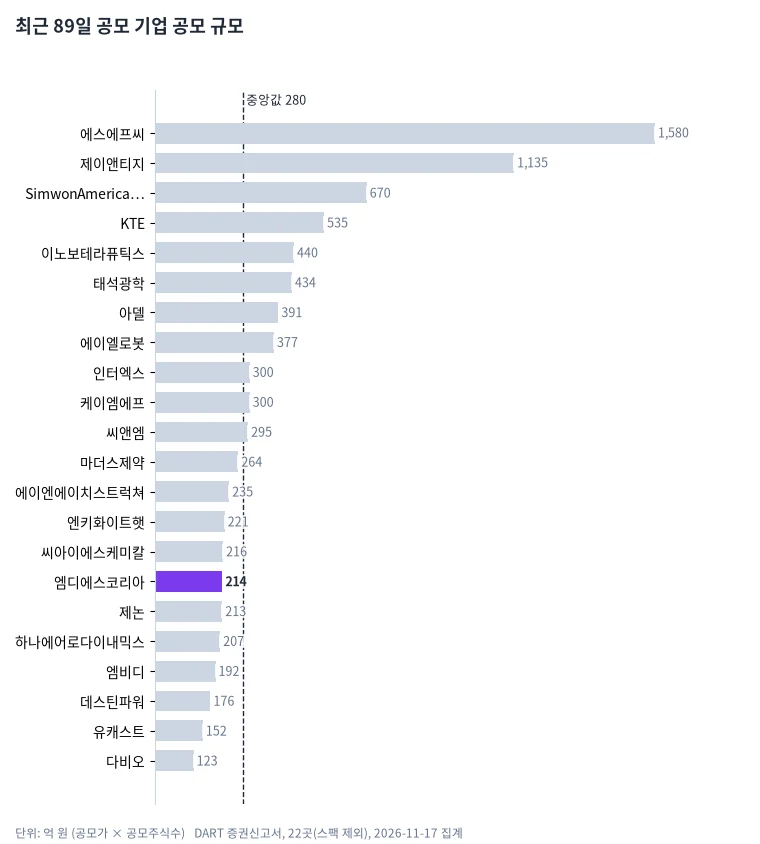 최근 89일 공모 기업 공모 규모
중앙값 280
에스에프씨 1,580
제이앤티지 1,135
SimwonAmerica… 670
KTE 535
이노보테라퓨틱스 440
태석광학 434
아델 391
에이엘로봇 377
인터엑스 300
케이엠에프 300
씨앤엠 295
마더스제약 264
에이엔에이치스트럭쳐 235
엔키화이트햇 221
씨아이에스케미칼 216
엠디에스코리아 214
제논 213
하나에어로다이내믹스 207
엠비디 192
데스틴파워 176
유캐스트 152
다비오 123
단위: 억 원 (공모가 × 공모주식수) DART 증권신고서, 22곳(스팩 제외), 2026-11-17 집계